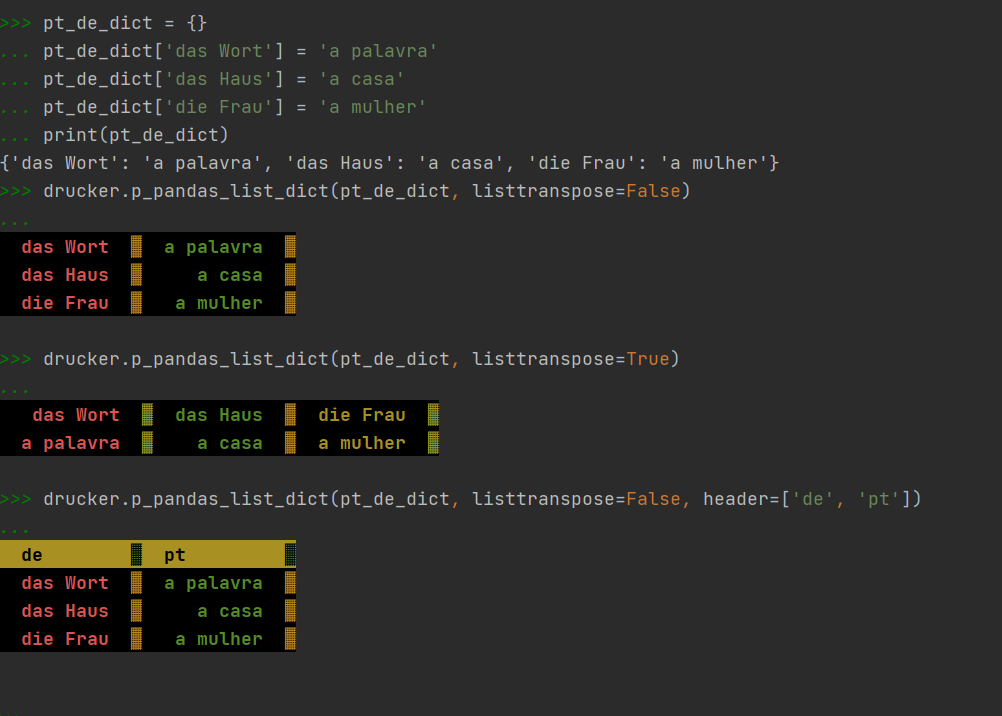 >>> pt_de_dict = {}
... pt_de_dict['das Wort'] = 'a palavra'
... pt_de_dict['das Haus'] = 'a casa'
... pt_de_dict['die Frau'] = 'a mulher'
... print(pt_de_dict)
{'das Wort': 'a palavra', 'das Haus': 'a casa', 'die Frau': 'a mulher'}
>>> drucker.p_pandas_list_dict(pt_de_dict, listtranspose=False)
...
das Wort ▓ a palavra ▓
das Haus ▓ a casa ▓
die Frau ▓ a mulher ▓
>>> drucker.p_pandas_list_dict(pt_de_dict, listtranspose=True)
...
das Wort ▓ das Haus ▓ die Frau ▓
a palavra ▓ a casa ▓ a mulher ▓
>>> drucker.p_pandas_list_dict(pt_de_dict, listtranspose=False, header=['de', 'pt'])
...
de ▓ pt ▓
das Wort ▓ a palavra ▓
das Haus ▓ a casa ▓
die Frau ▓ a mulher ▓